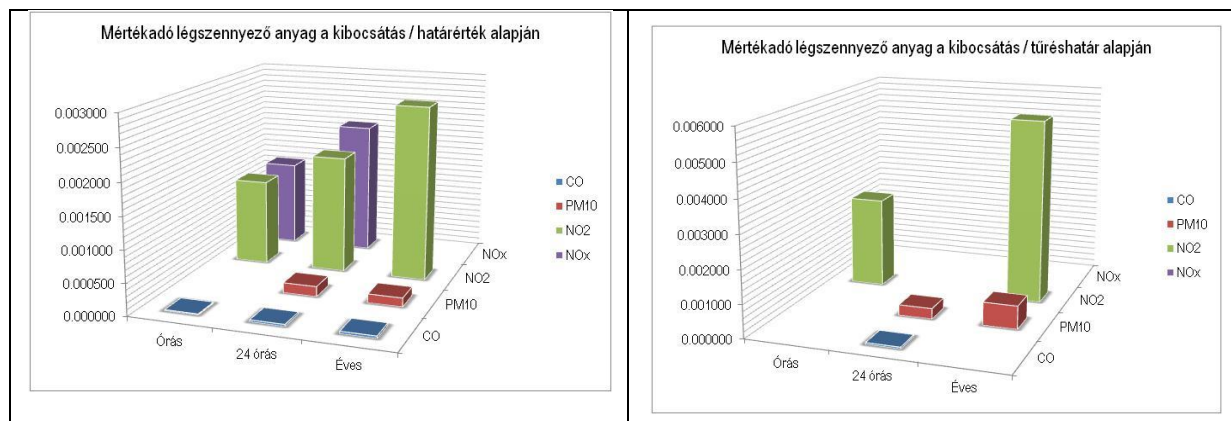 Mértékadó légszennyező anyag a kibocsátás / határérték alapján
0.003000
0.002500
0.002000
0.001500
0.001000
0.000500
0.000000
Órás
24 órás
Éves
CO
PM10
NO2
NOx
CO
PM10
NO2
NOx
Mértékadó légszennyező anyag a kibocsátás / tűréshatár alapján
0.006000
0.005000
0.004000
0.003000
0.002000
0.001000
0.000000
Órás
24 órás
Éves
CO
PM10
NO2
NOx
CO
PM10
NO2
NOx